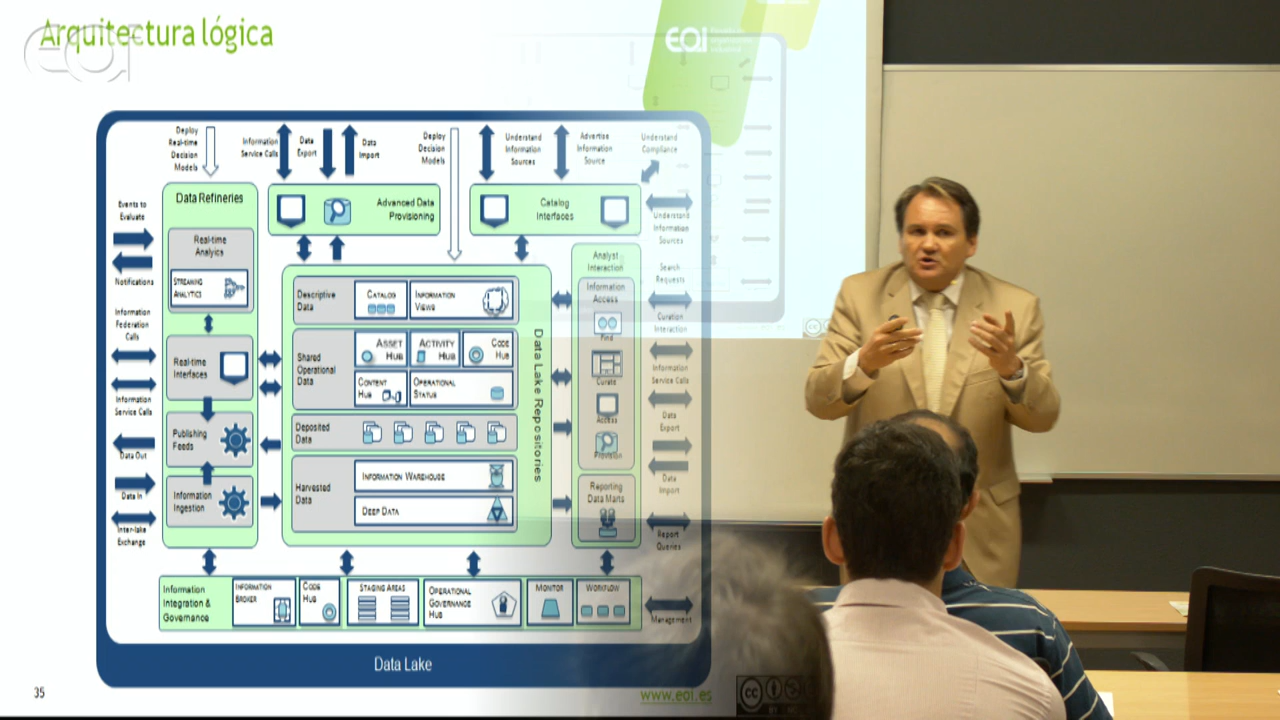 Arquitectura lógica
eoi
eoi
Deploy
Real-time
Decision
Models
Information
Service Calls
Data
Export
Data
Import
Deploy
Decision
Models
Understand
Information
Sources
Advertise
Information
Source
Understand
Compliance
Events to
Evaluate
Notifications
Information
Federation
Calls
Information
Service Calls
Data Out
Data In
Inter-lake
Exchange
Data Refineries
Real-time
Analytics
STREAMING
ANALYTICS
Real-time
Interfaces
Publishing
Feeds
Information
Ingestion
Advanced Data
Provisioning
Catalog
Interfaces
Descriptive
Data
CATALOG
INFORMATION
VIEWS
Shared
Operational
Data
ASSET
HUB
ACTIVITY
HUB
CODE
HUB
CONTENT
HUB
OPERATIONAL
STATUS
Deposited
Data
Harvested
Data
INFORMATION WAREHOUSE
DEEP DATA
Data Lake Repositories
Analyst
Interaction
Information
Access
Find
Curate
Access
Provision
Reporting
Data Marts
Understand
Information
Sources
Search
Requests
Curation
Interaction
Information
Service Calls
Data
Export
Data
Import
Report
Queries
Management
Information
Integration &
Governance
INFORMATION
BROKER
CODE
HUB
STAGING AREAS
OPERATIONAL
GOVERNANCE
HUB
MONITOR
WORKFLOW
Data Lake
35
www.eoi.es